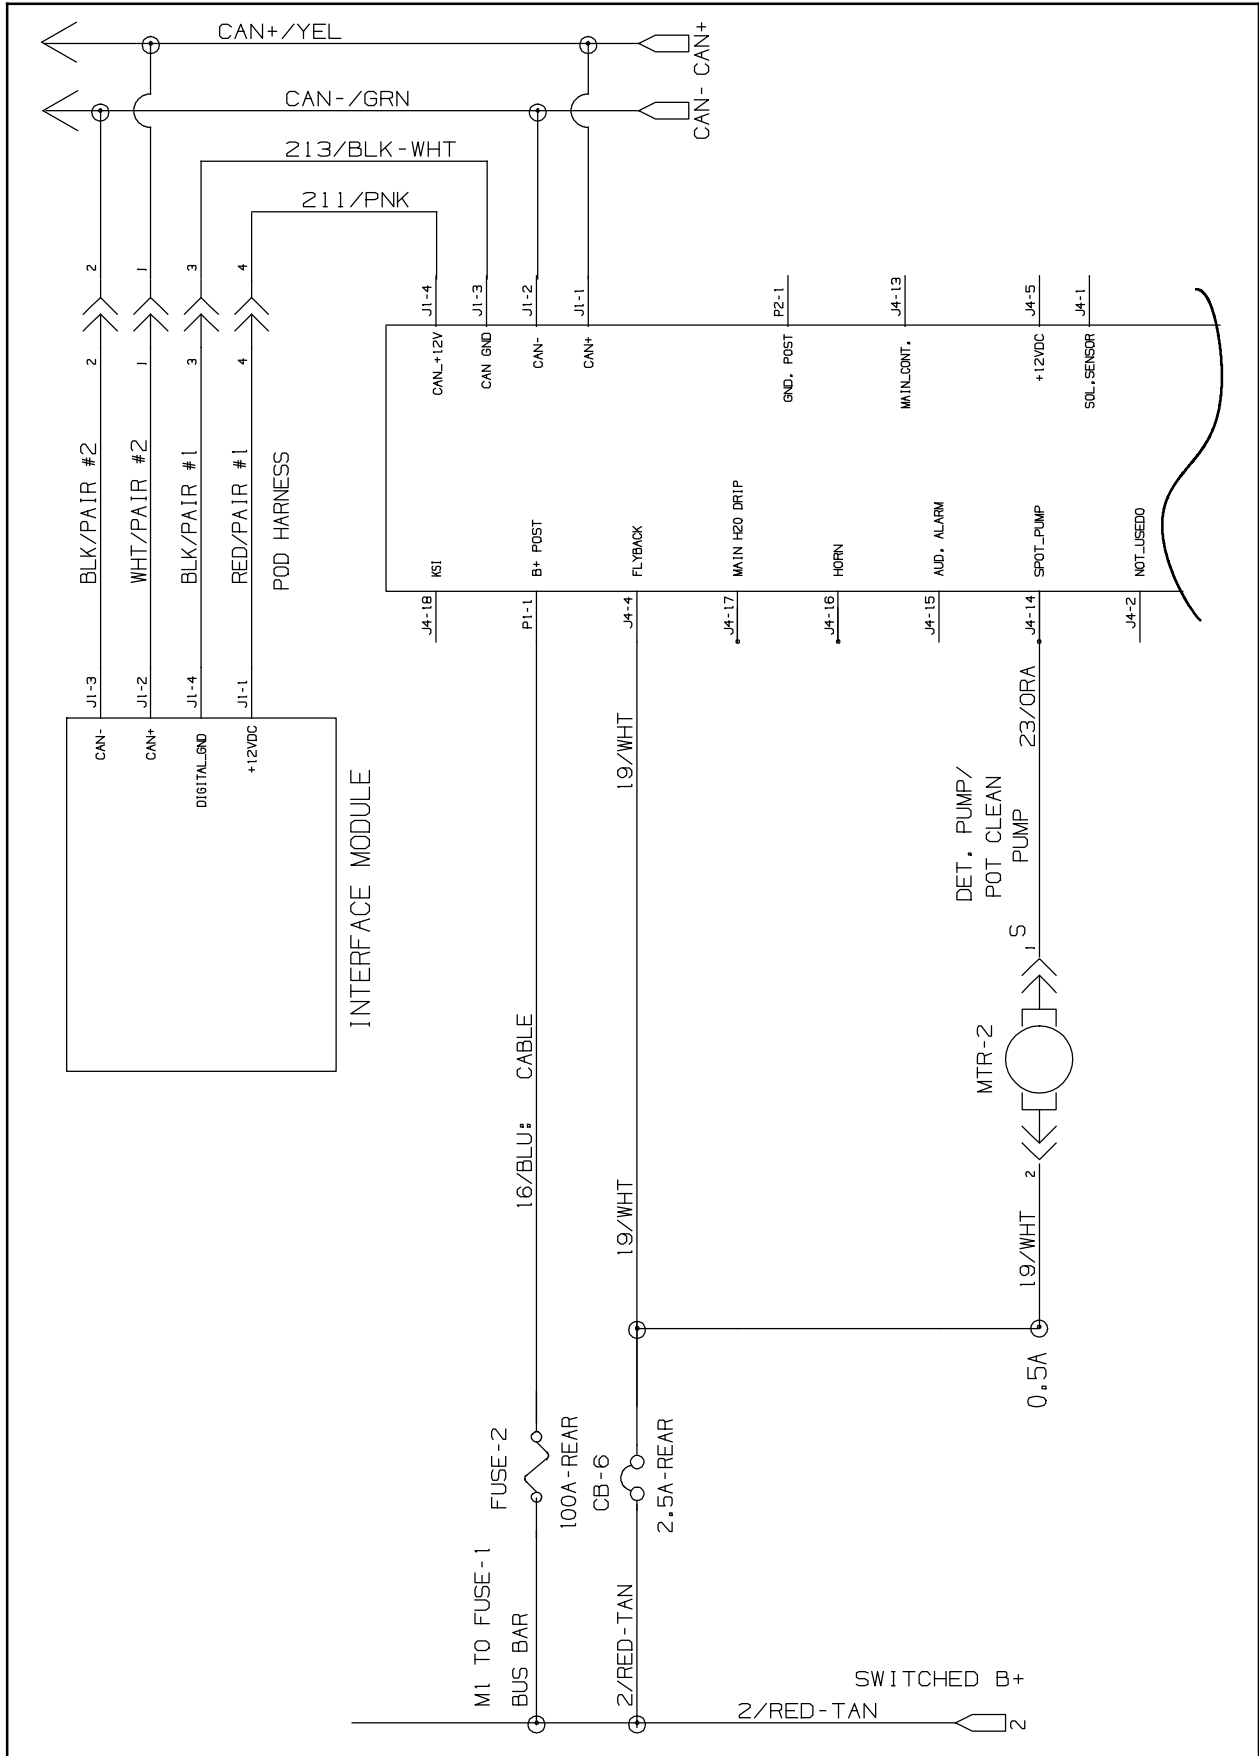 CAN+/YEL
CAN-/GRN
213/BLK-WHT
211/PNK
CAN- CAN+
2
1
3
4
2
1
3
4
BLK/PAIR #2
WHT/PAIR #2
BLK/PAIR #1
RED/PAIR #1
POD HARNESS
J1-3
J1-2
J1-4
J1-1
CAN-
CAN+
DIGITAL_GND
+12VDC
INTERFACE MODULE
J1-4
J1-3
J1-2
J1-1
P2-1
J4-13
J4-5
J4-1
CAN_+12V
CAN GND
CAN-
CAN+
GND. POST
MAIN_CONT.
+12VDC
SOL.SENSOR
KSI
B+ POST
FLYBACK
MAIN H2O DRIP
HORN
AUD. ALARM
SPOT_PUMP
NOT_USED0
J4-18
P1-1
J4-4
J4-17
J4-16
J4-15
J4-14
J4-2
16/BLU:
CABLE
19/WHT
19/WHT
23/ORA
DET. PUMP/
POT CLEAN
PUMP
S
1
MTR-2
2
19/WHT
0.5A
FUSE-2
100A-REAR
CB-6
2.5A-REAR
M1 TO FUSE-1
BUS BAR
2/RED-TAN
SWITCHED B+
2/RED-TAN
2